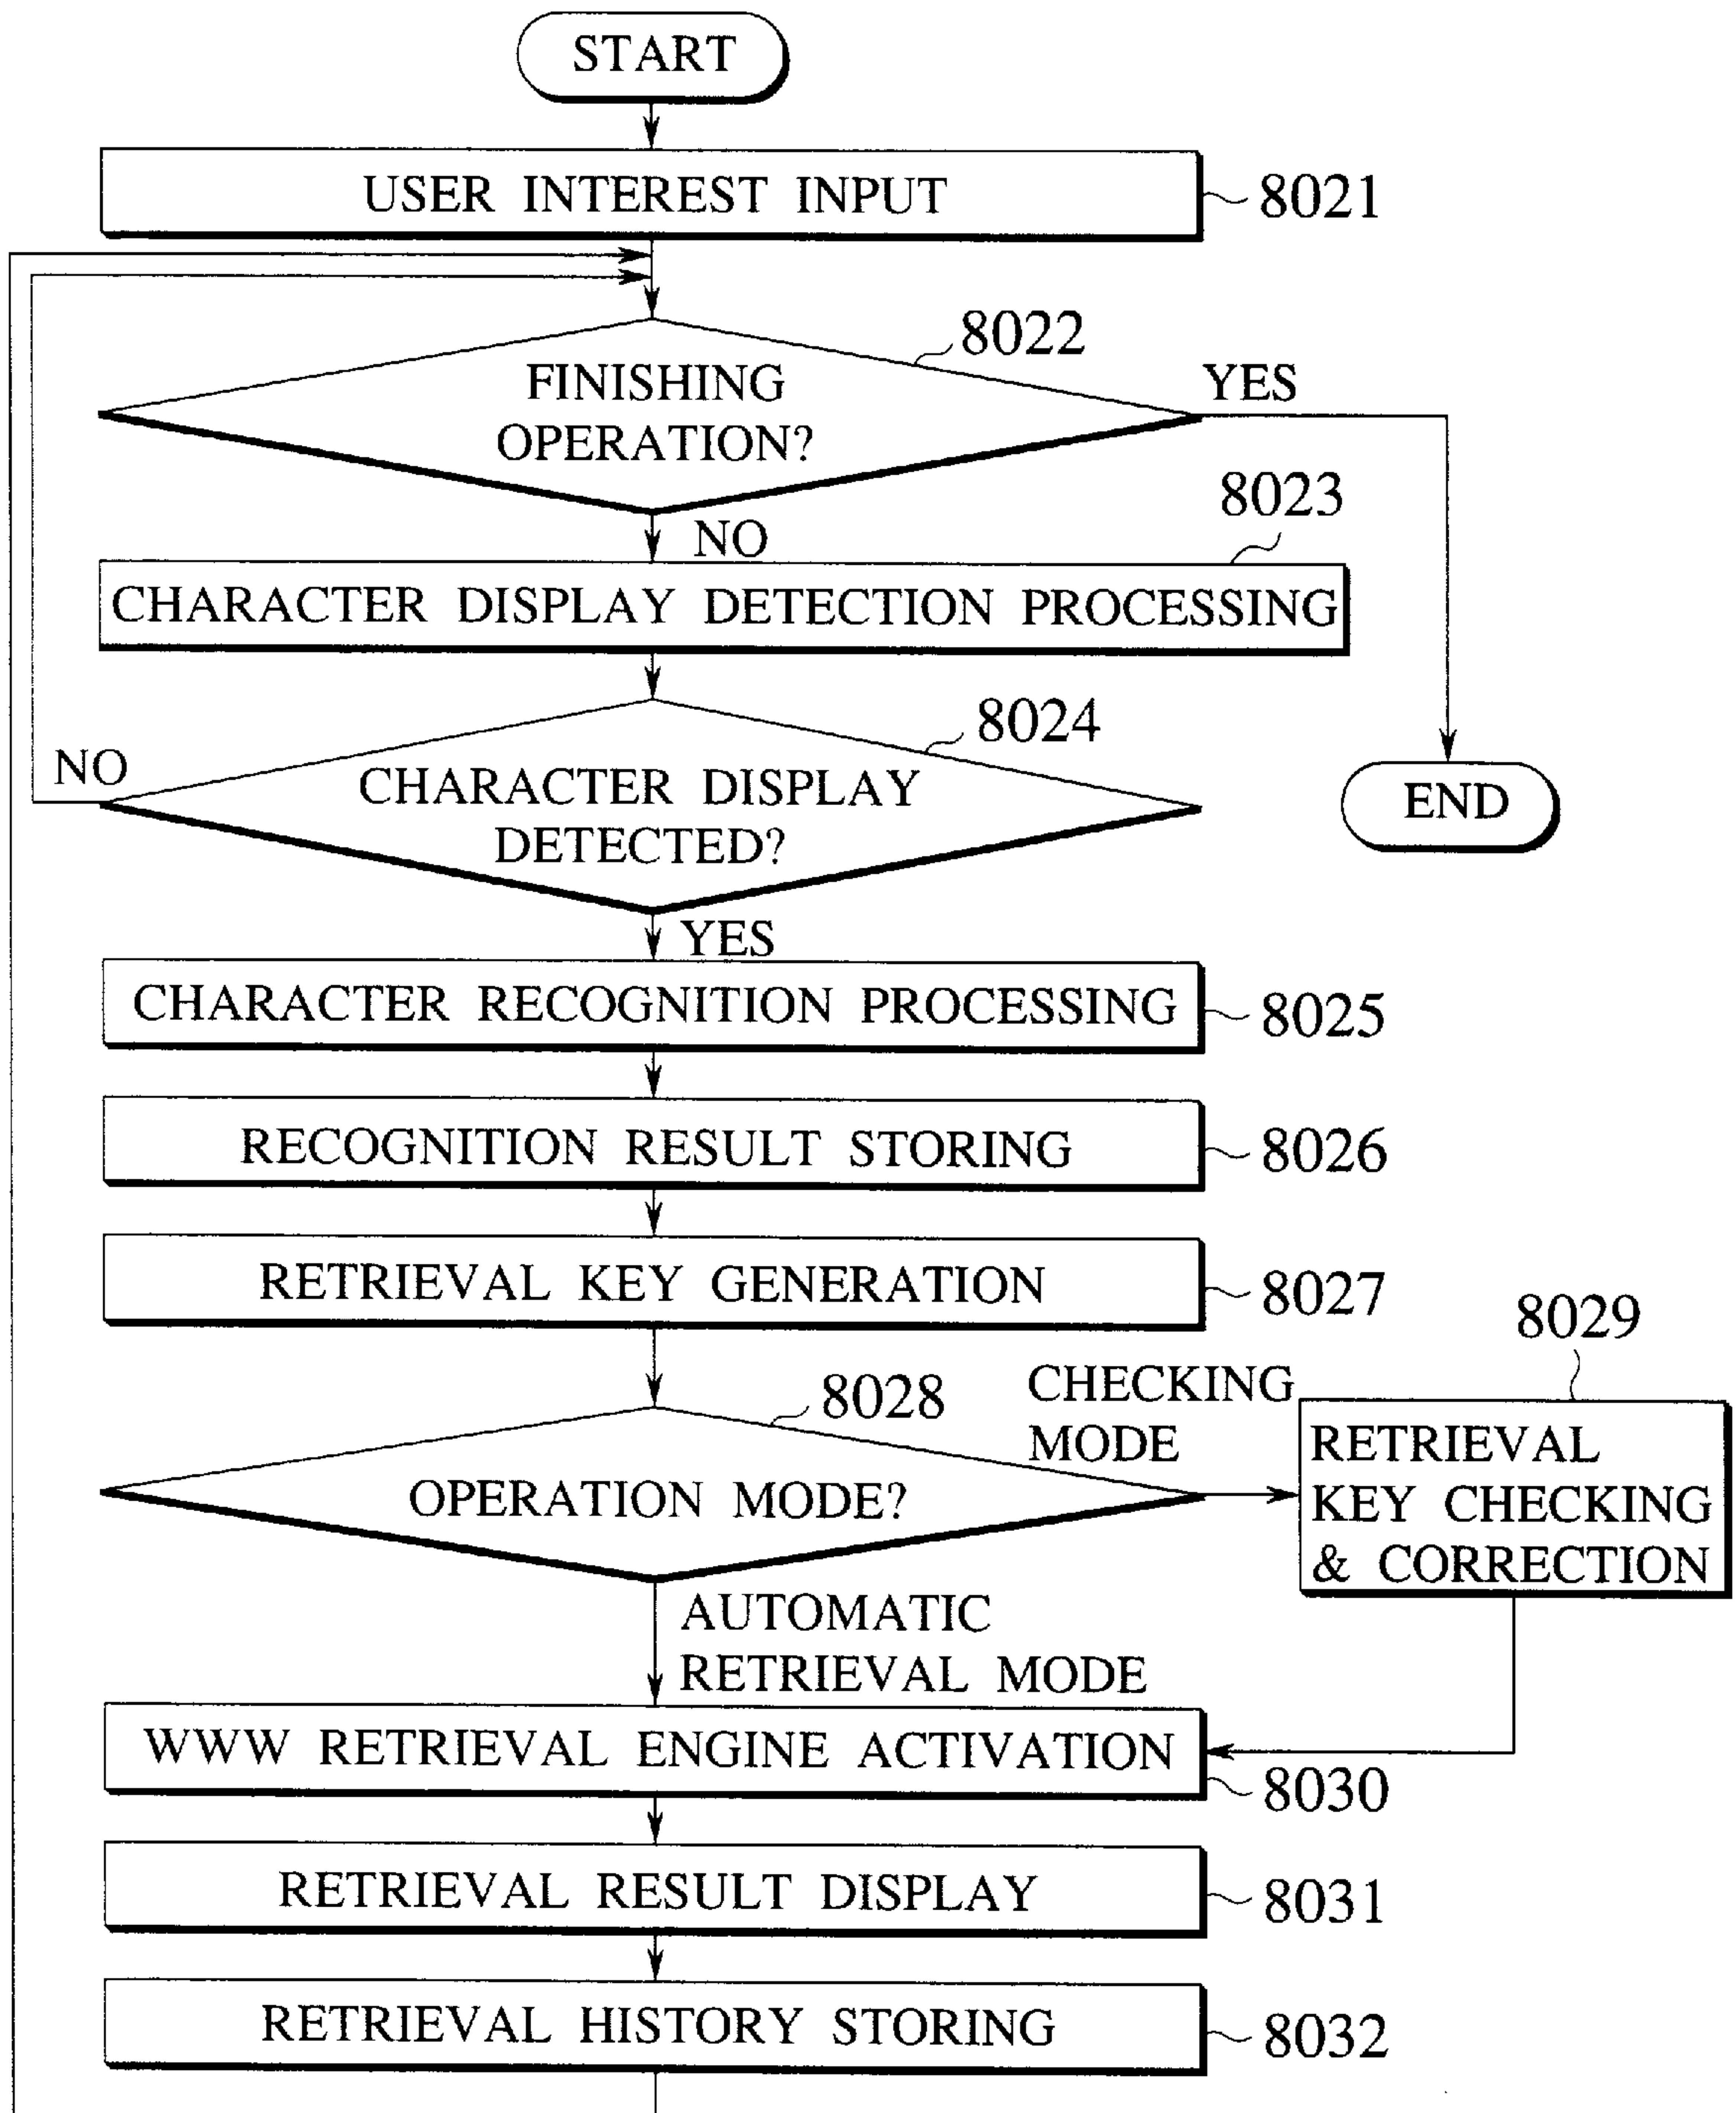 START
USER INTEREST INPUT
8021
8022
FINISHING
OPERATION?
YES
8023
NO
CHARACTER DISPLAY DETECTION PROCESSING
8024
NO
CHARACTER DISPLAY
DETECTED?
END
YES
CHARACTER RECOGNITION PROCESSING
8025
RECOGNITION RESULT STORING
8026
RETRIEVAL KEY GENERATION
8027
8028
OPERATION MODE?
CHECKING
MODE
8029
RETRIEVAL
KEY CHECKING
& CORRECTION
AUTOMATIC
RETRIEVAL MODE
WWW RETRIEVAL ENGINE ACTIVATION
8030
RETRIEVAL RESULT DISPLAY
8031
RETRIEVAL HISTORY STORING
8032